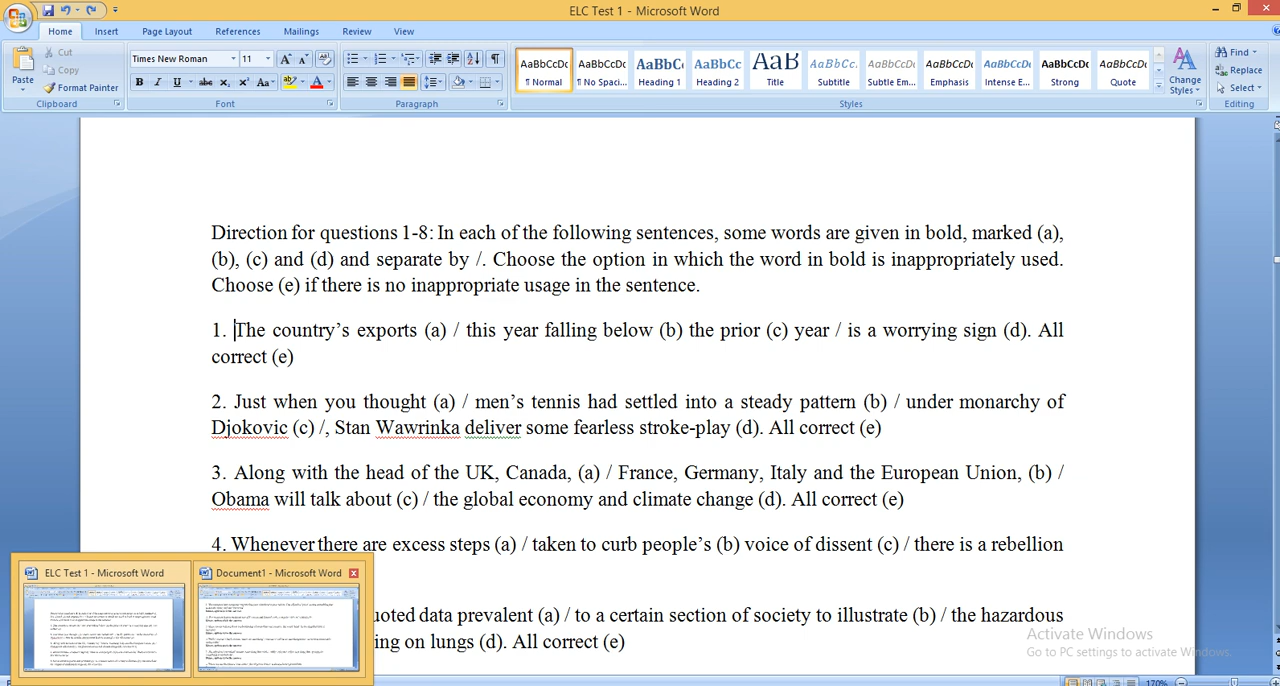 ELC Test 1 - Microsoft Word
Home Insert Page Layout References Mailings Review View
Paste Cut Copy Format Painter
Times New Roman 11
AaBbCcDc AaBbCcDc AaBbC AaBbCc AaB AaBbCc. AaBbCcDc AaBbCcDc AaBbCcDc AaBbCcDc AaBbCcDc
¶ Normal ¶ No Spaci... Heading 1 Heading 2 Title Subtitle Subtle Em... Emphasis Intense E... Strong Quote
Change Styles
Find
Replace
Select
Clipboard Font Paragraph Styles Editing
Direction for questions 1-8: In each of the following sentences, some words are given in bold, marked (a),
(b), (c) and (d) and separate by /. Choose the option in which the word in bold is inappropriately used.
Choose (e) if there is no inappropriate usage in the sentence.
1. The country's exports (a) / this year falling below (b) the prior (c) year / is a worrying sign (d). All
correct (e)
2. Just when you thought (a) / men's tennis had settled into a steady pattern (b) / under monarchy of
Djokovic (c) /, Stan Wawrinka deliver some fearless stroke-play (d). All correct (e)
3. Along with the head of the UK, Canada, (a) / France, Germany, Italy and the European Union, (b) /
Obama will talk about (c) / the global economy and climate change (d). All correct (e)
4. Whenever there are excess steps (a) / taken to curb people's (b) voice of dissent (c) / there is a rebellion
uoted data prevalent (a) / to a certain section of society to illustrate (b) / the hazardous
ing on lungs (d). All correct (e)
ELC Test 1 - Microsoft Word
Document1 - Microsoft Word
Activate Windows
Go to PC settings to activate Windows.
170%